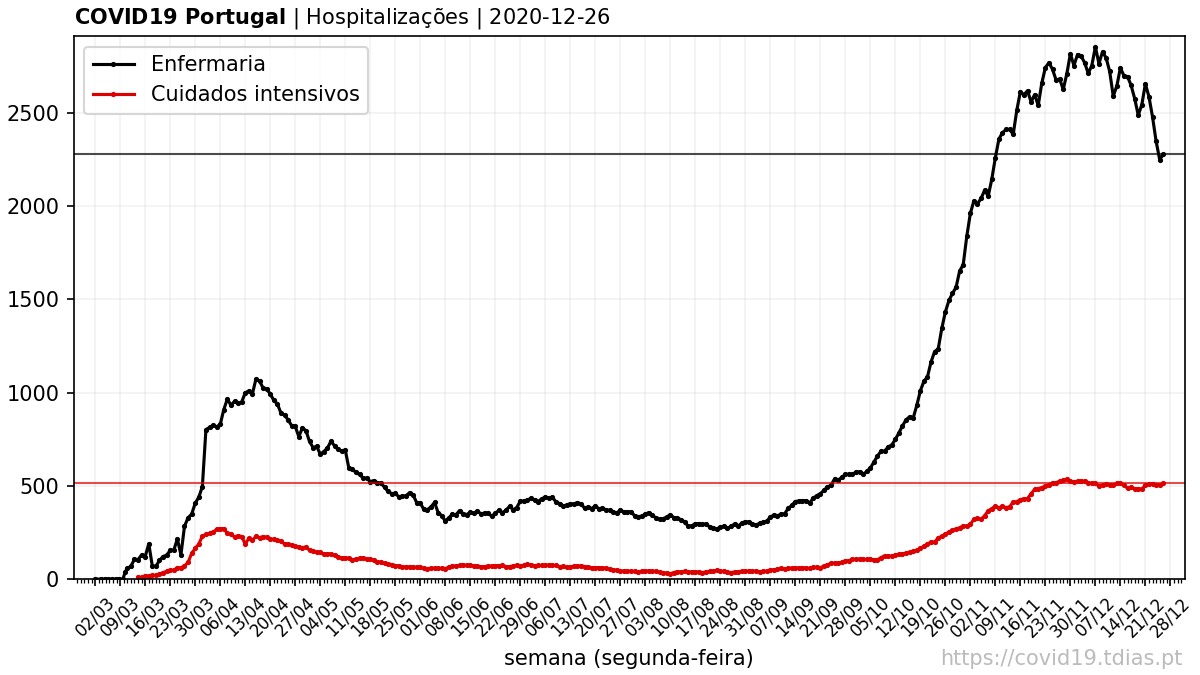 COVID19 Portugal | Hospitalizações | 2020-12-26
Enfermaria
Cuidados intensivos
2500
2000
1500
1000
500
0
02/03 09/03 16/03 23/03 30/03 06/04 13/04 20/04 27/04 04/05 11/05 18/05 25/05 01/06 08/06 15/06 22/06 29/06 06/07 13/07 20/07 27/07 03/08 10/08 17/08 24/08 31/08 07/09 14/09 21/09 28/09 05/10 12/10 19/10 26/10 02/11 09/11 16/11 23/11 30/11 07/12 14/12 21/12 28/12
semana (segunda-feira)
https://covid19.tdias.pt